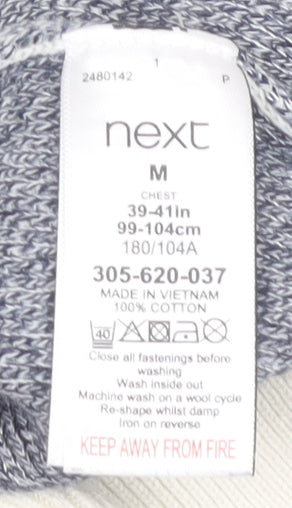 1
2480142 P
next
M
CHEST
39-41in
99-104cm
180/104A
305-620-037
MADE IN VIETNAM
100% COTTON
40
Close all fastenings before
washing
Wash inside out
Machine wash on a wool cycle
Re-shape whilst damp
Iron on reverse
KEEP AWAY FROM FIRE